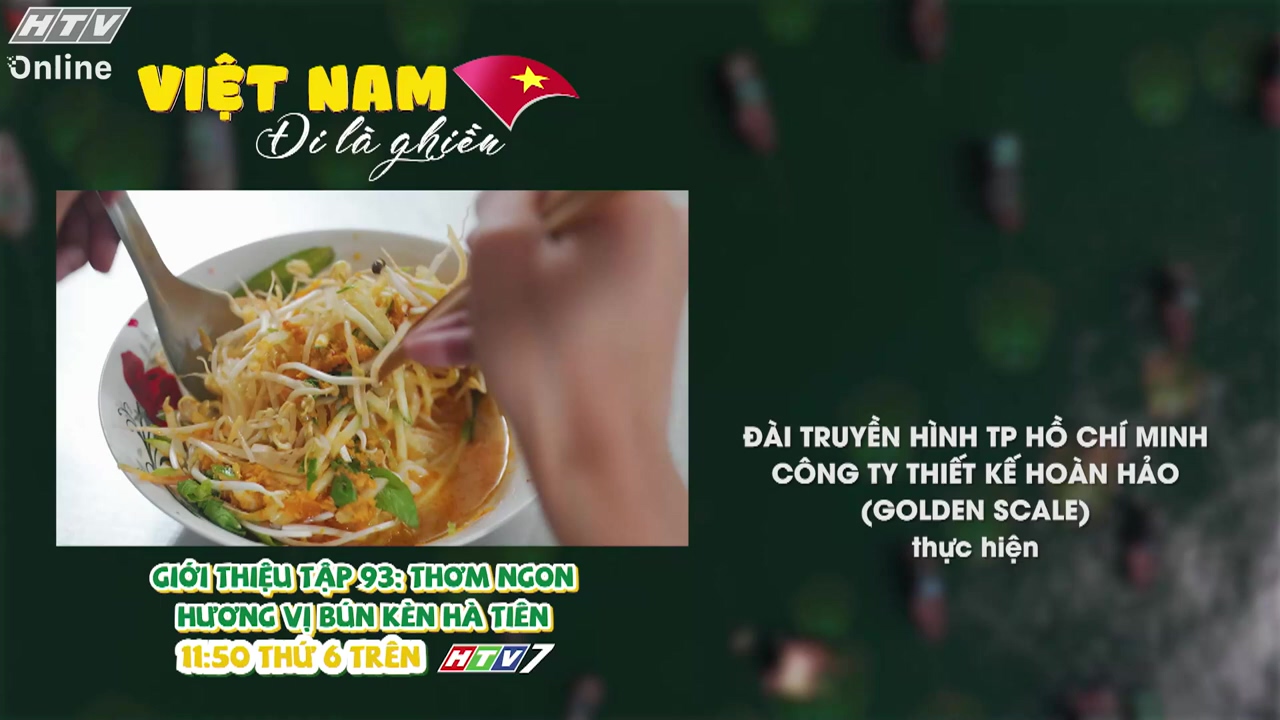 HTV
Online
VIỆT NAM
Đi là ghiền
GIỚI THIỆU TẬP 93: THƠM NGON
HƯƠNG VỊ BÚN KÈN HÀ TIÊN
11:50 THỨ 6 TRÊN HTV7
ĐÀI TRUYỀN HÌNH TP HỒ CHÍ MINH
CÔNG TY THIẾT KẾ HOÀN HẢO
(GOLDEN SCALE)
thực hiện